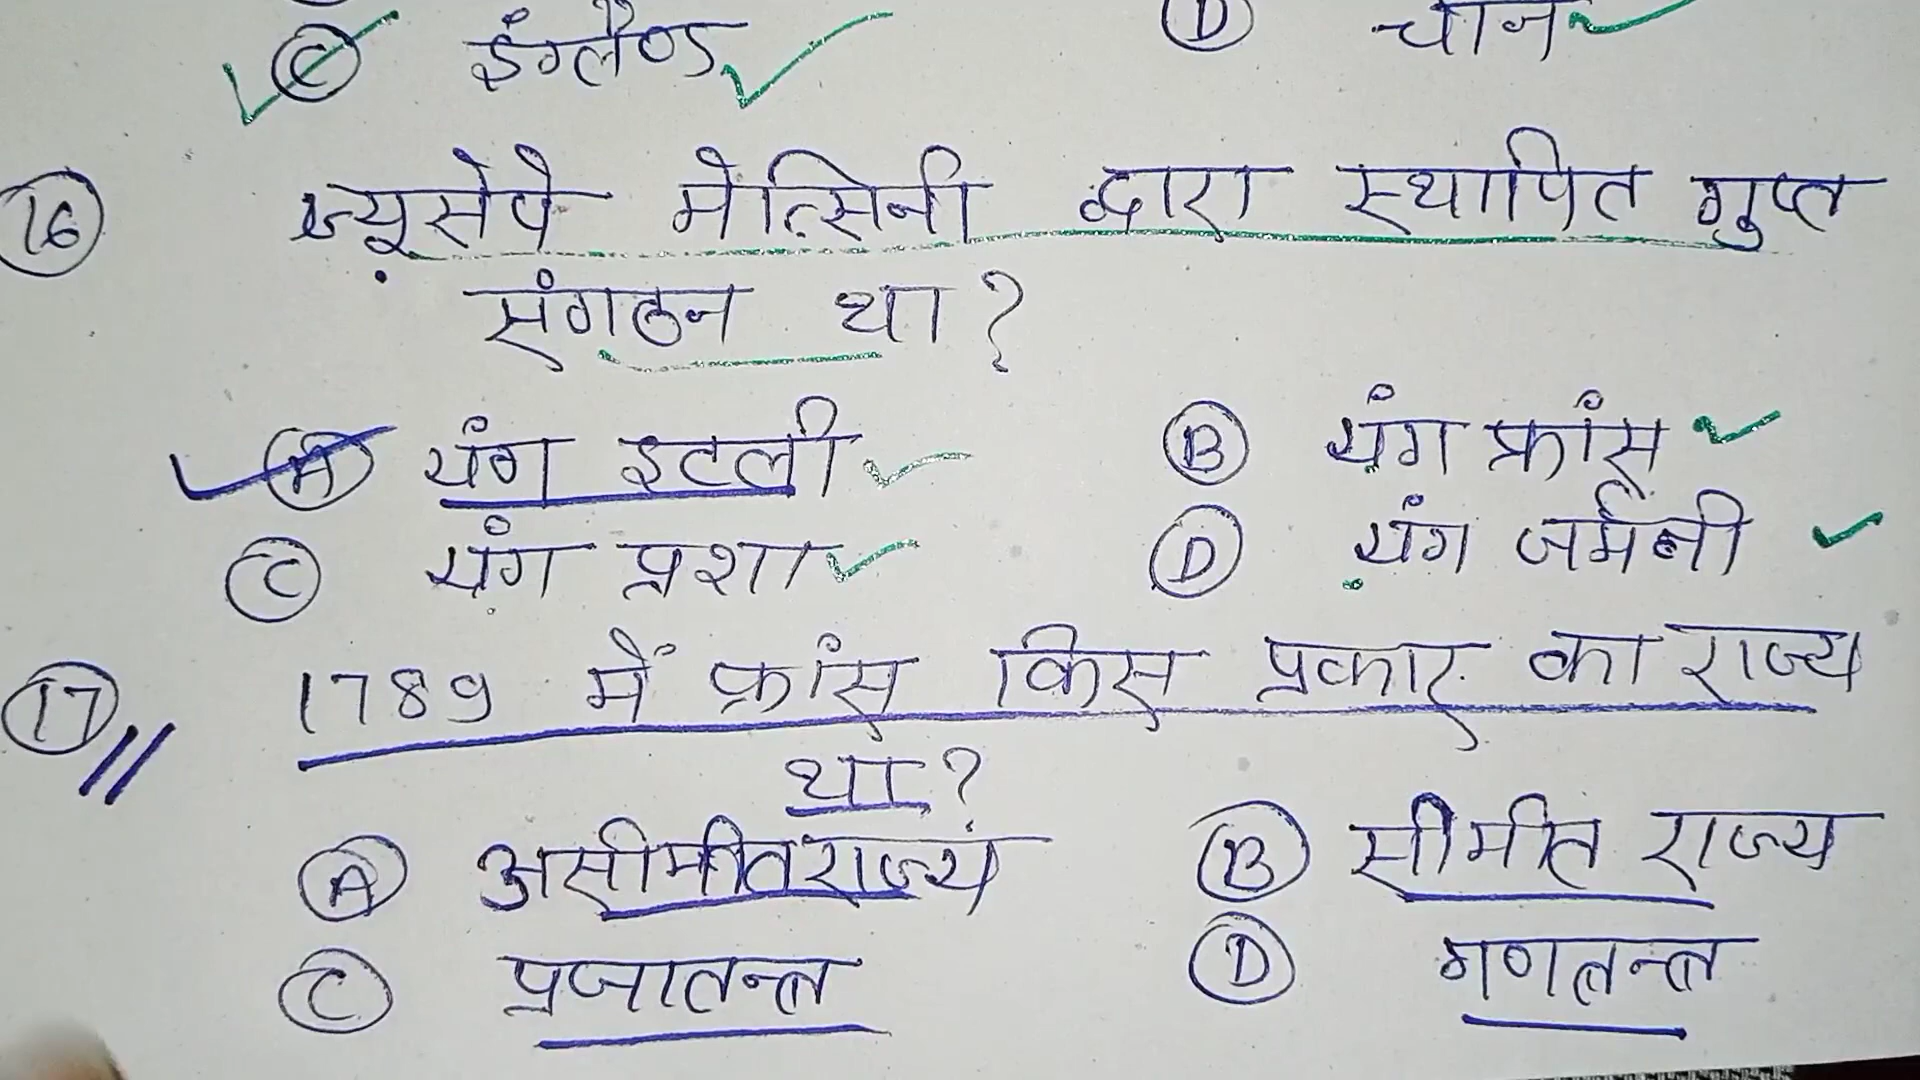 C इंग्लैण्ड D
16 ज्यूसेपे मेत्सिनी द्वारा स्थापित गुप्त
संगठन था?
A यंग इटली B यंग फ्रांस
C यंग प्रशा D यंग जर्मनी
17 1789 में फ्रांस किस प्रकार का राज्य
था?
A असीमीत राज्य B सीमीत राज्य
C प्रजातन्त्र D गणतन्त्र